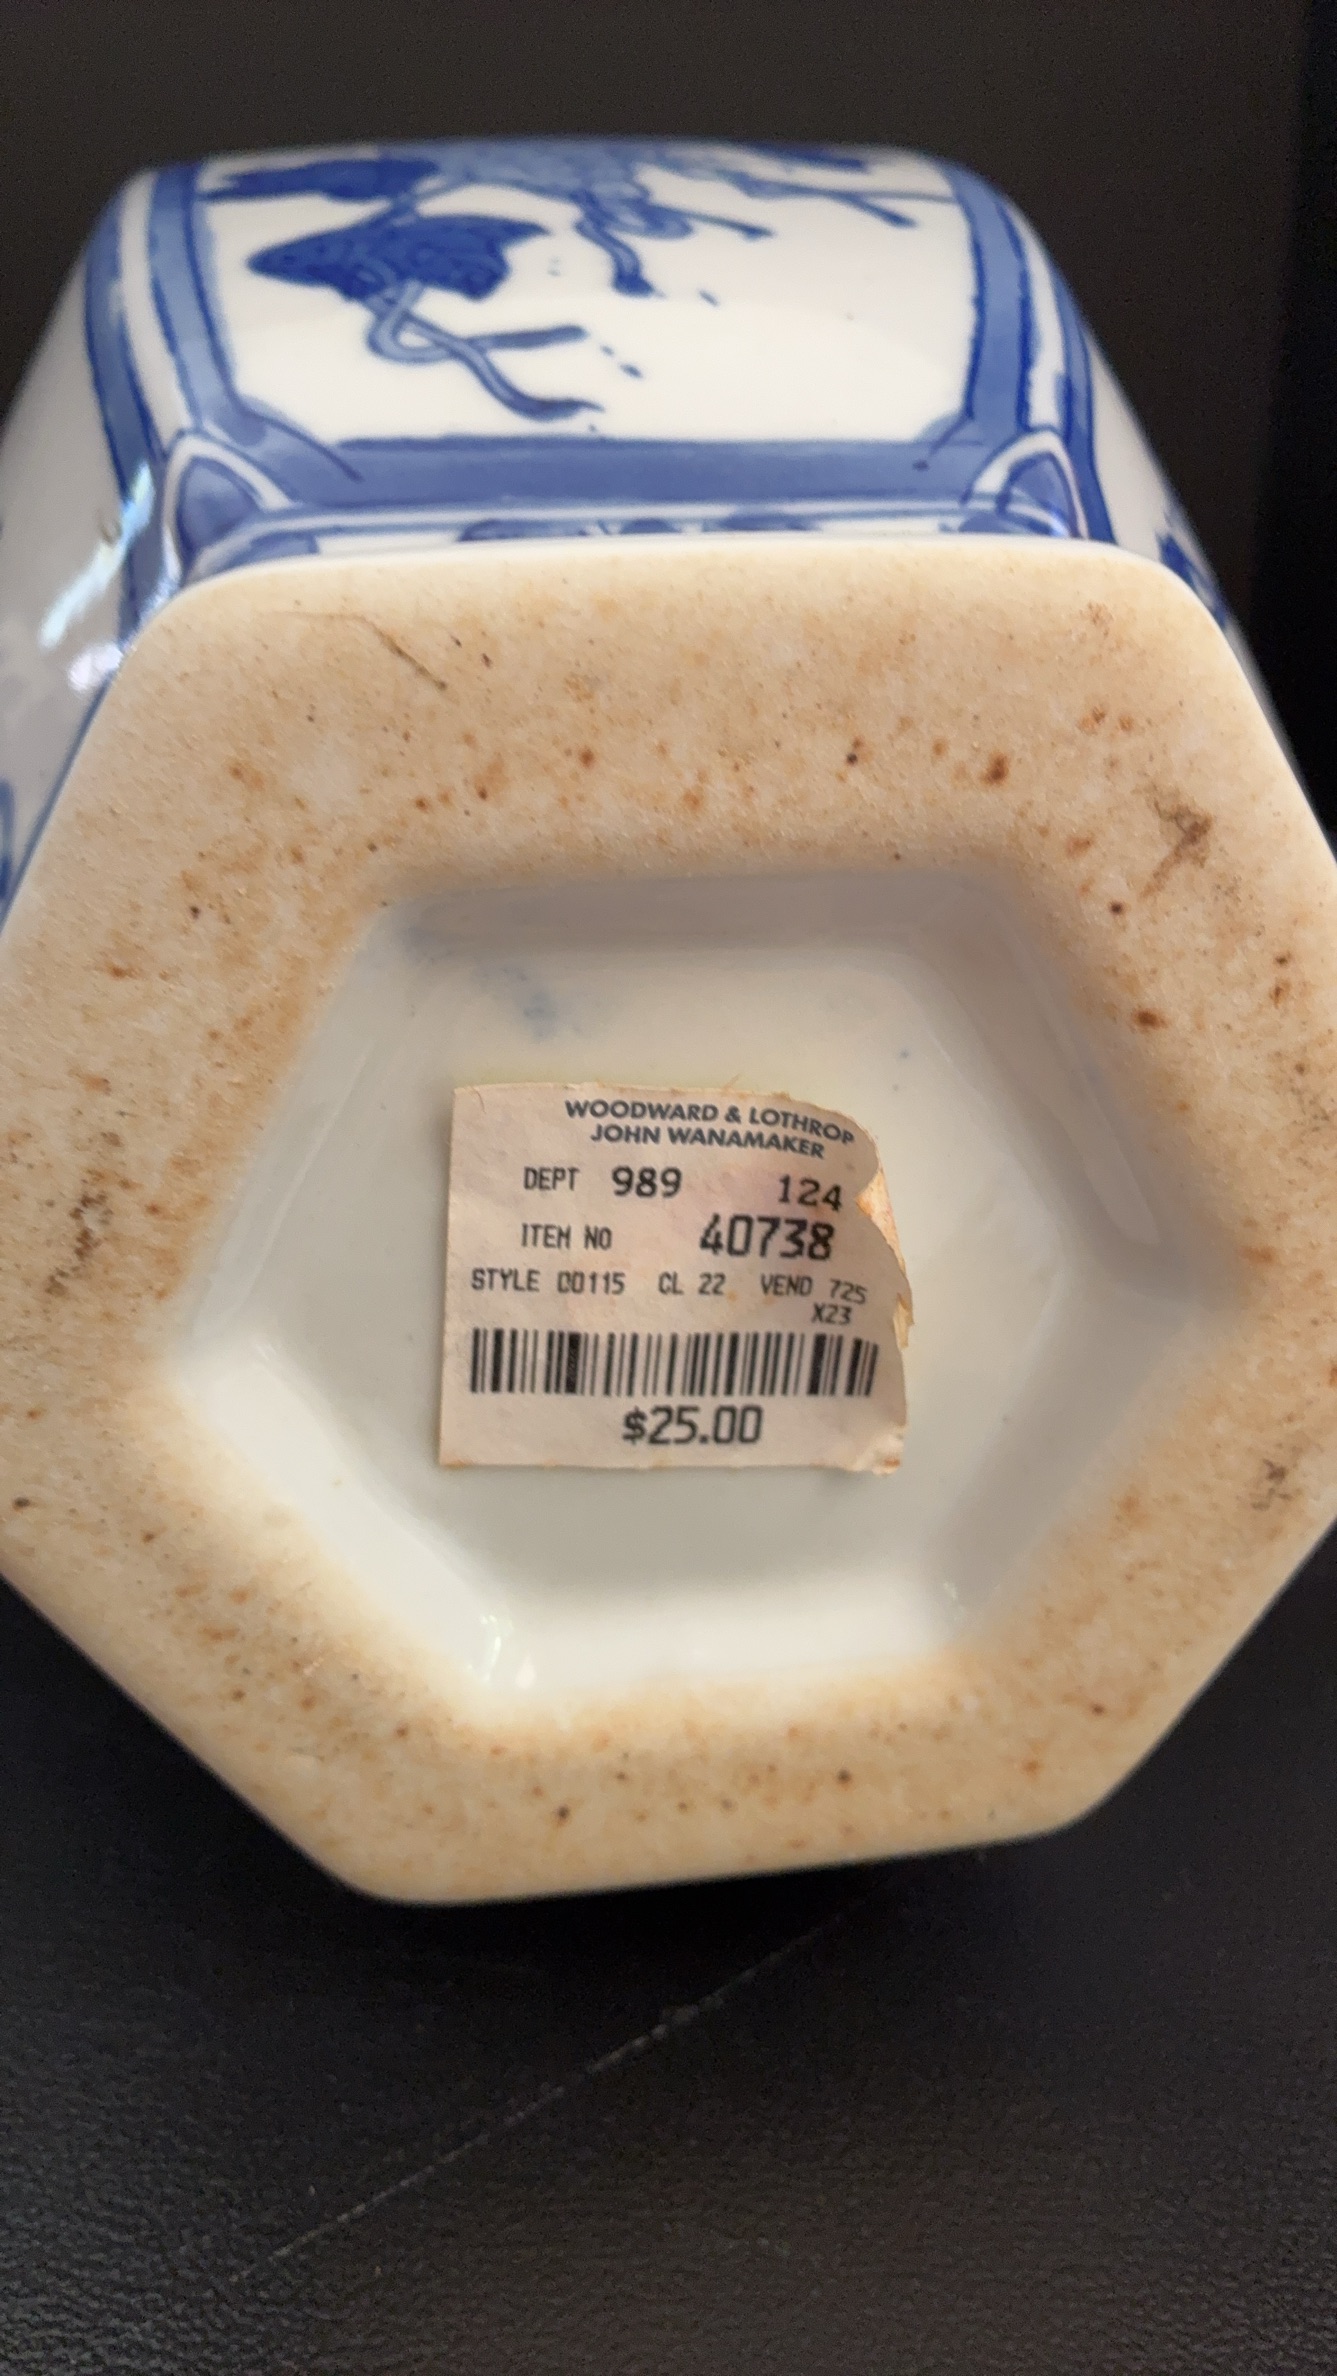 WOODWARD & LOTHROP
JOHN WANAMAKER
DEPT 989 124
ITEM NO 40738
STYLE 00115 CL 22 VEND 725
X23
$25.00